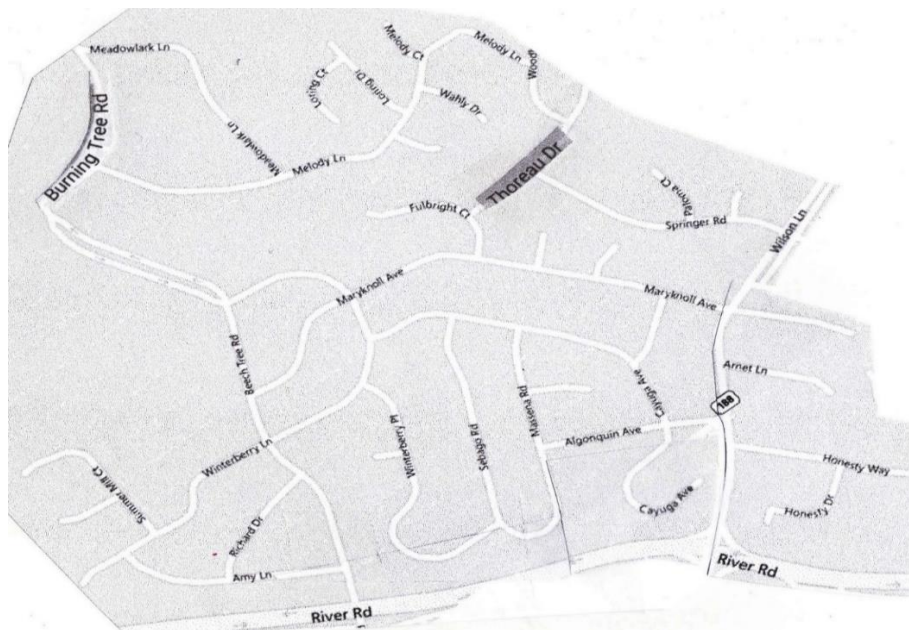 Meadowlark Ln
Melody Ct
Melody Ln
Wood
Loring Ct
Loring Dr
Wahly Dr
Burning Tree Rd
Meadowlark Ln
Melody Ln
Thoreau Dr
Paloma Ct
Fulbright Ct
Springer Rd
Wilson Ln
Maryknoll Ave
Maryknoll Ave
Beech Tree Rd
Arnet Ln
188
Cayuga Ave
Massena Rd
Winterberry Pl
Sebago Rd
Algonquin Ave
Winterberry Ln
Honesty Way
Summer Mill Ct
Cayuga Ave
Honesty Dr
Richard Dr
Amy Ln
River Rd
River Rd